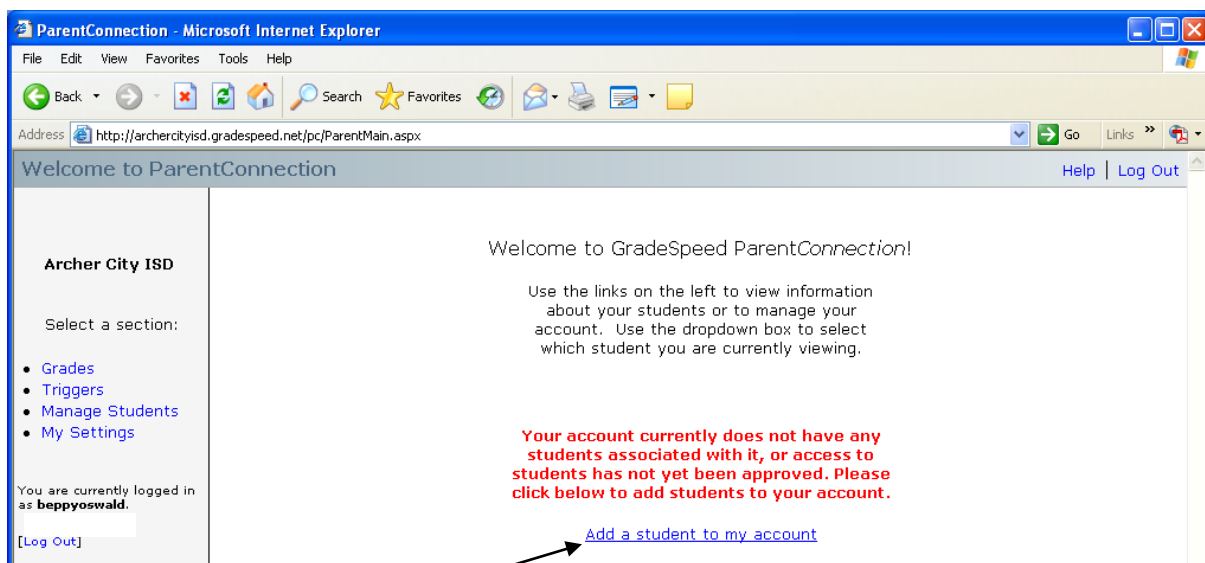 ParentConnection - Microsoft Internet Explorer
File Edit View Favorites Tools Help
Back Search Favorites
Address http://archercityisd.gradespeed.net/pc/ParentMain.aspx Go Links »
Welcome to ParentConnection Help | Log Out
Archer City ISD
Select a section:
• Grades
• Triggers
• Manage Students
• My Settings
You are currently logged in
as beppyoswald.
[Log Out]
Welcome to GradeSpeed ParentConnection!
Use the links on the left to view information
about your students or to manage your
account. Use the dropdown box to select
which student you are currently viewing.
Your account currently does not have any
students associated with it, or access to
students has not yet been approved. Please
click below to add students to your account.
Add a student to my account